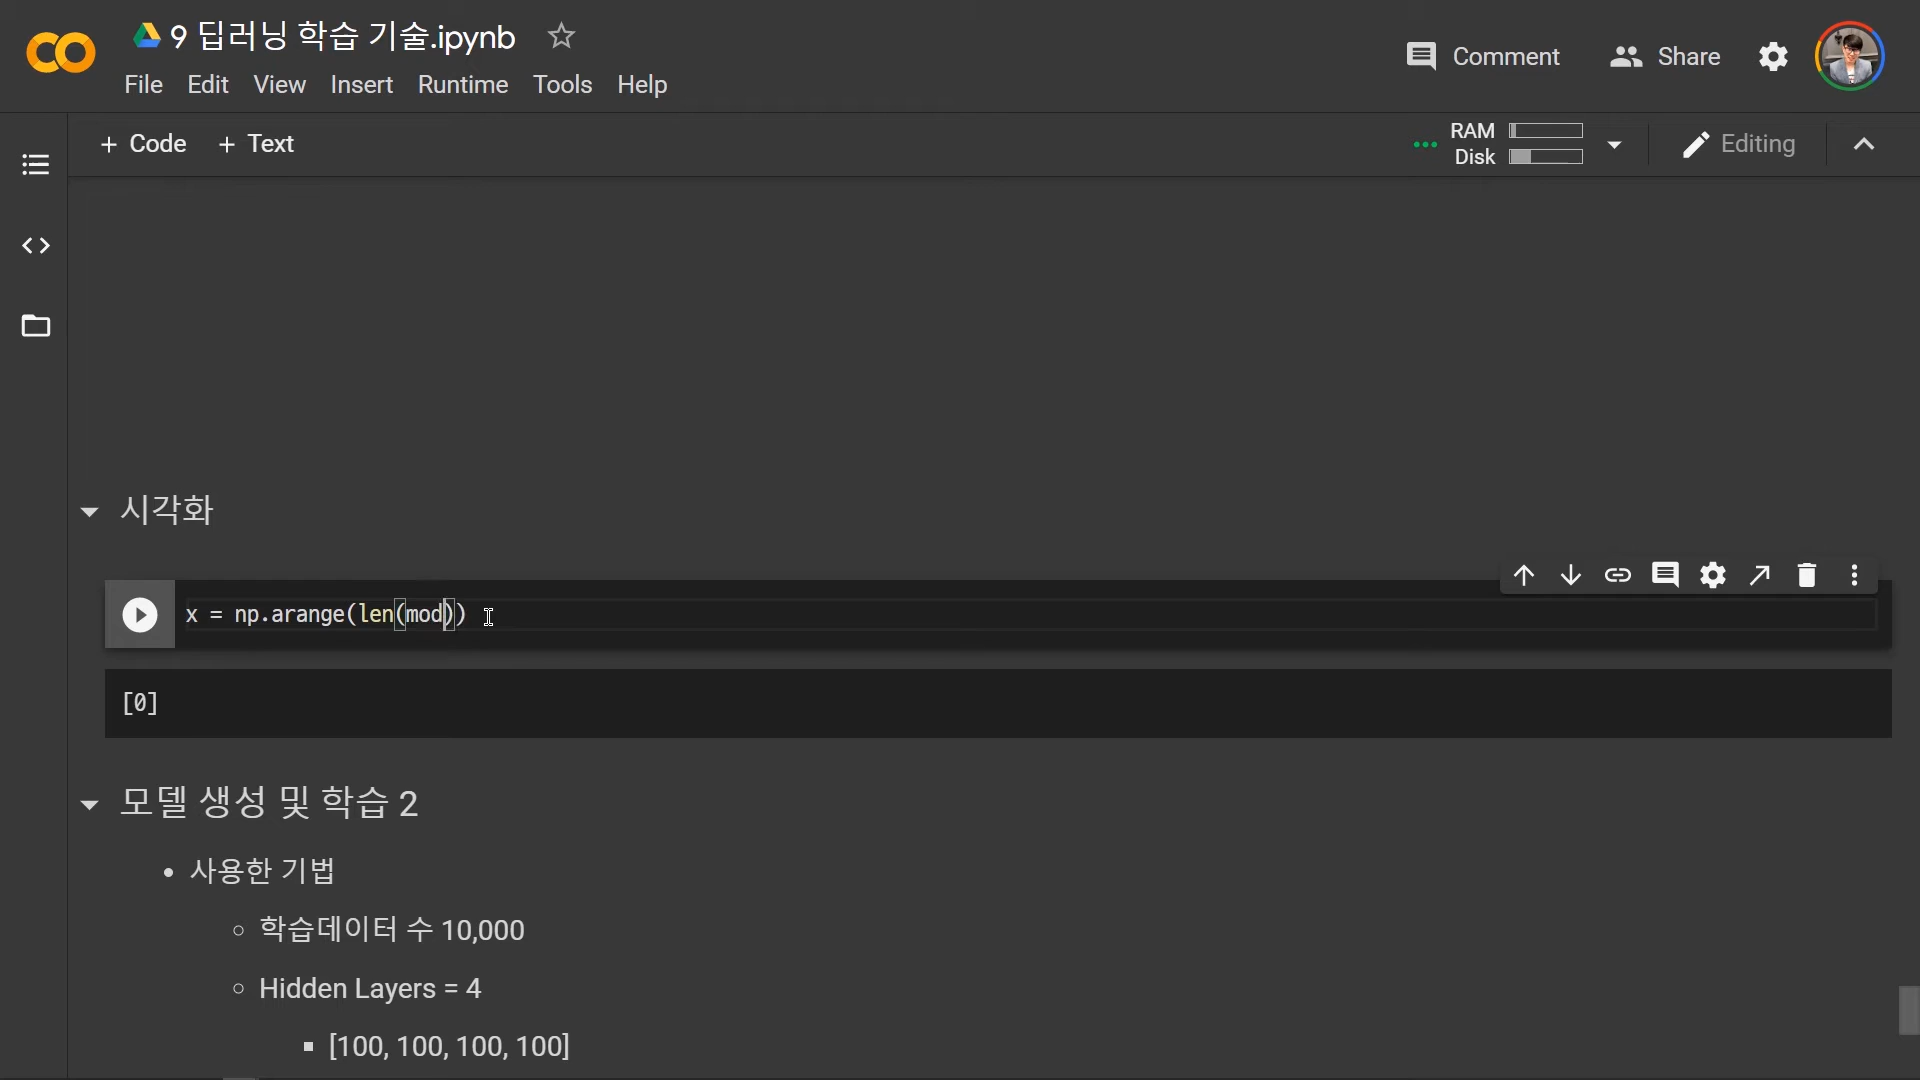 9 딥러닝 학습 기술.ipynb
Comment
Share
File Edit View Insert Runtime Tools Help
+ Code + Text
RAM
Disk
Editing
시각화
x = np.arange(len(mod))
[0]
모델 생성 및 학습 2
사용한 기법
학습데이터 수 10,000
Hidden Layers = 4
[100, 100, 100, 100]